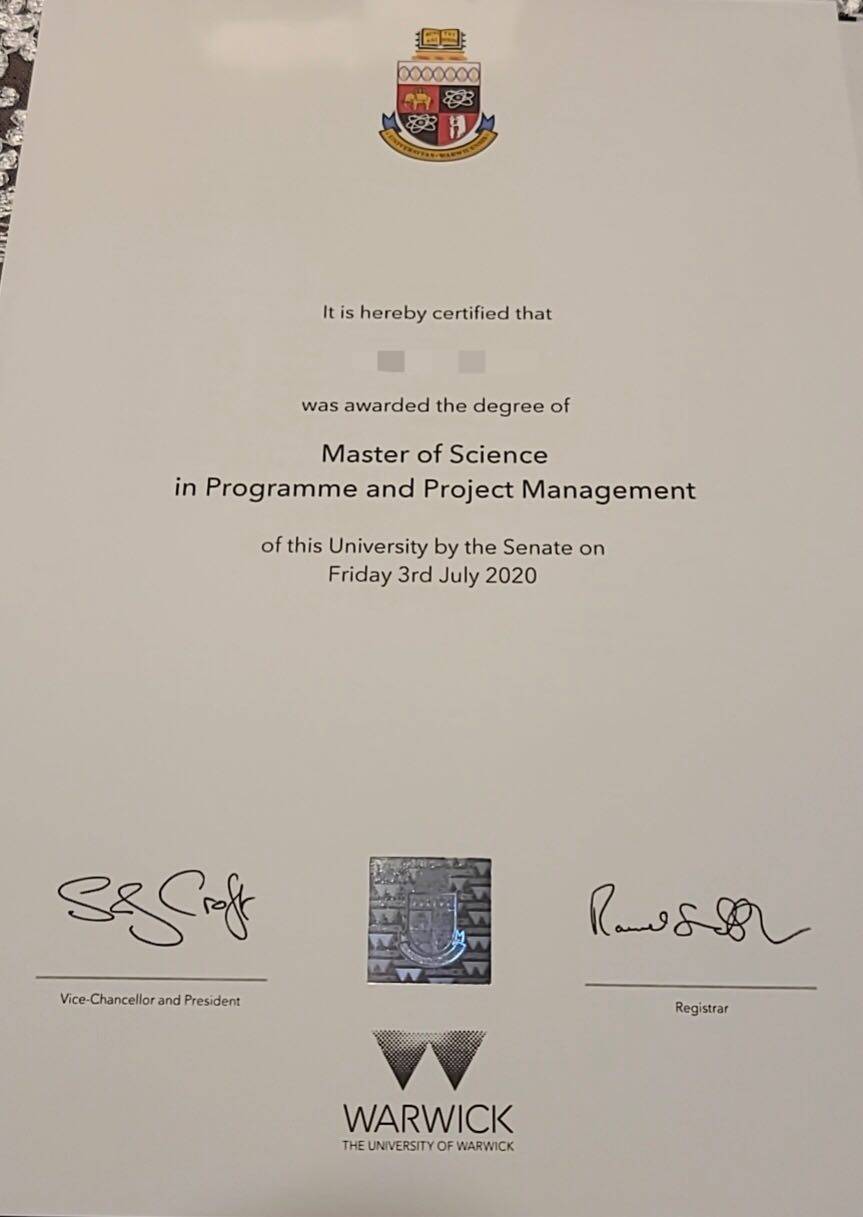 It is hereby certified that
was awarded the degree of
Master of Science
in Programme and Project Management
of this University by the Senate on
Friday 3rd July 2020
Vice-Chancellor and President
Registrar
WARWICK
THE UNIVERSITY OF WARWICK